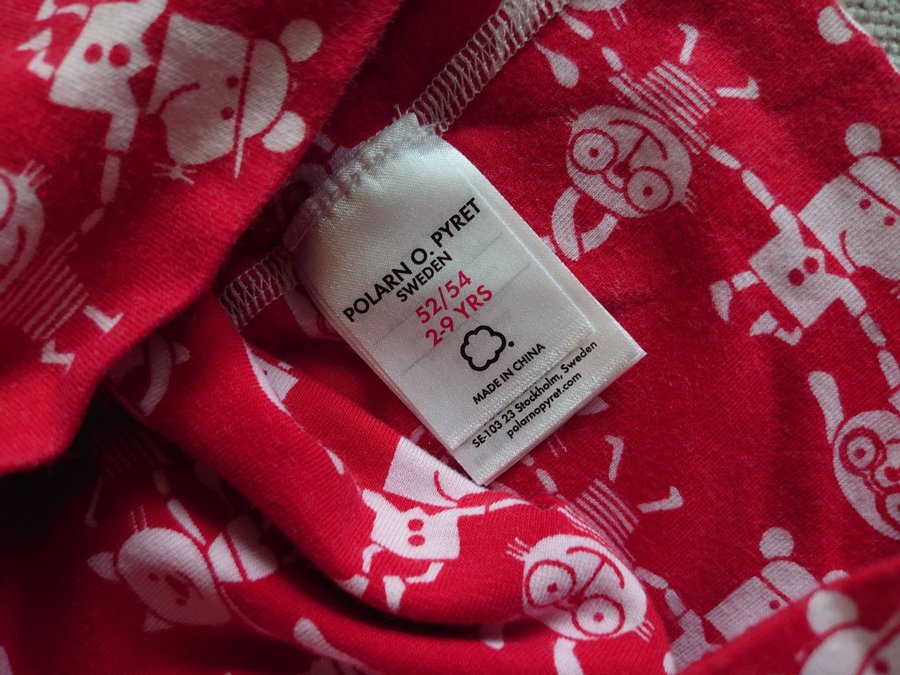 POLARN O. PYRET
SWEDEN
52/54
2-9 YRS
MADE IN CHINA
SE-103 23 Stockholm, Sweden
polarnopyret.com